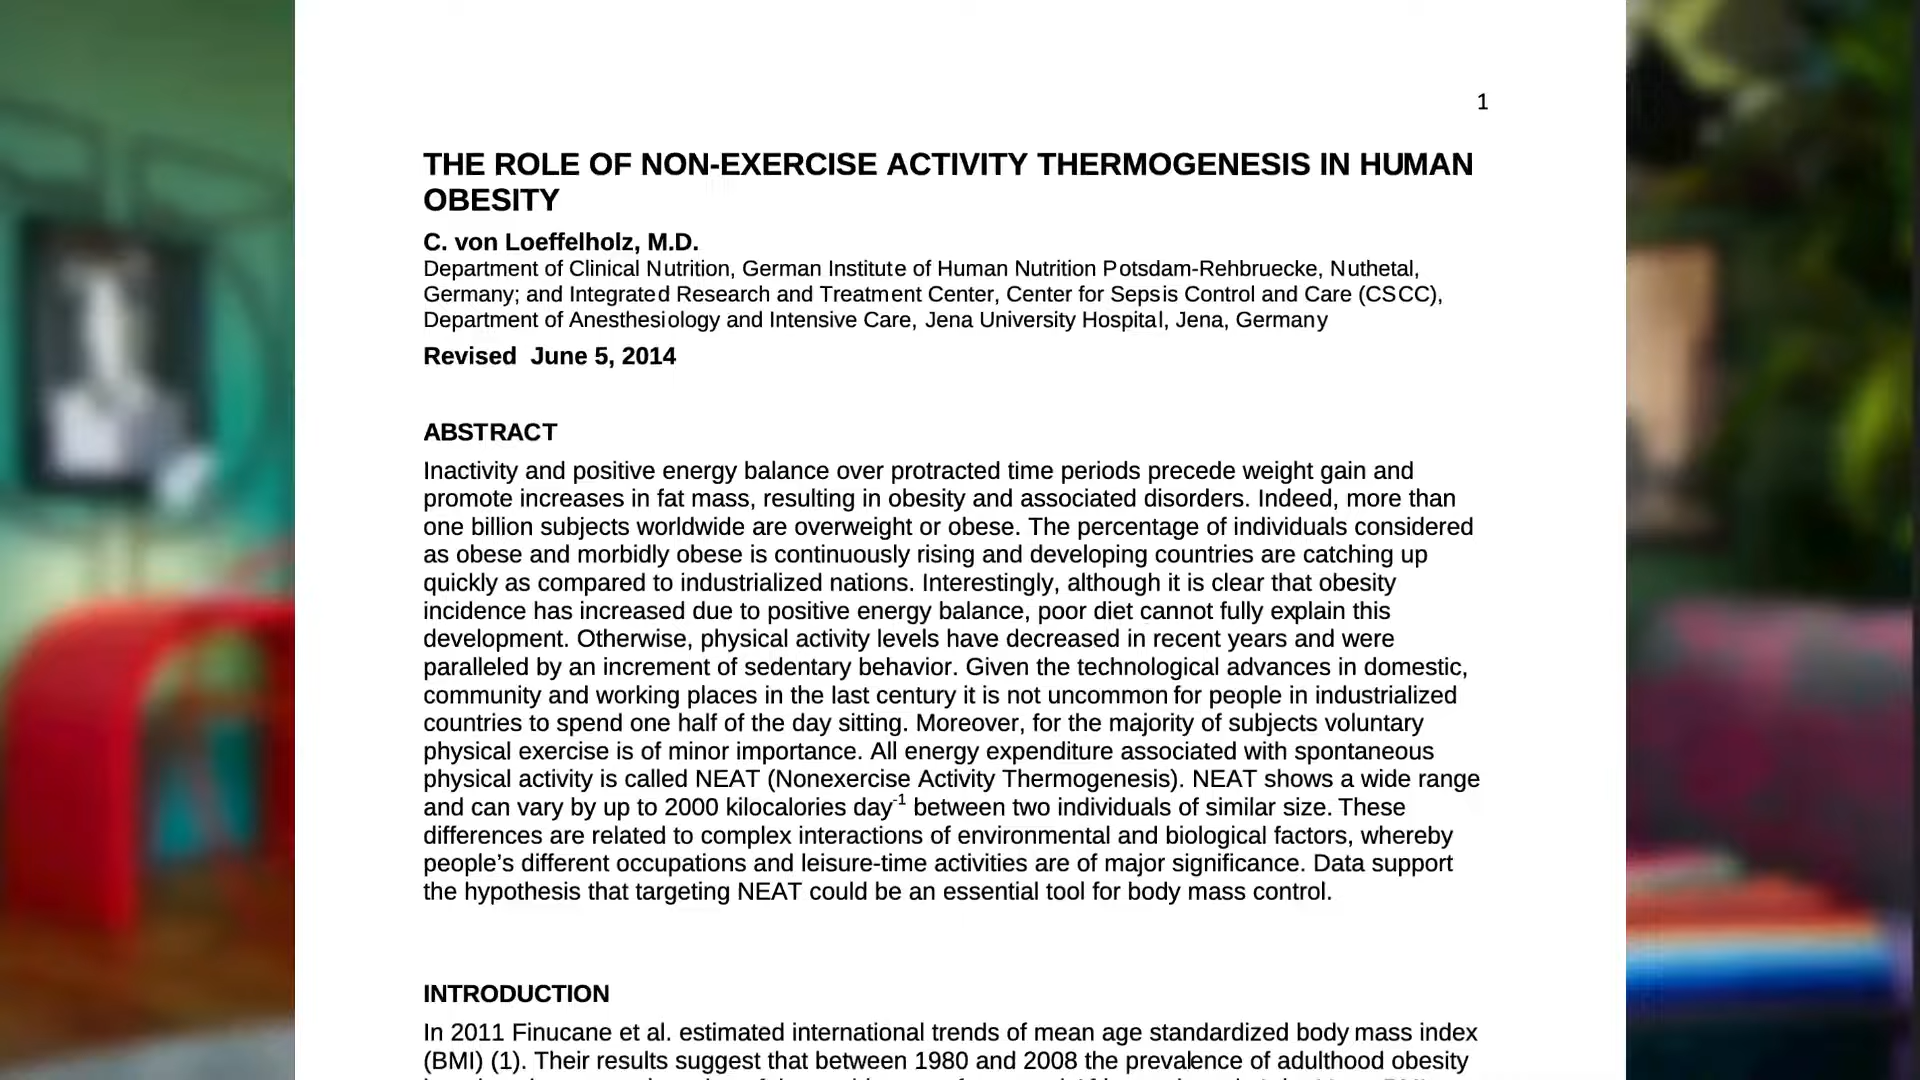 1
THE ROLE OF NON-EXERCISE ACTIVITY THERMOGENESIS IN HUMAN
OBESITY
C. von Loeffelholz, M.D.
Department of Clinical Nutrition, German Institute of Human Nutrition Potsdam-Rehbruecke, Nuthetal,
Germany; and Integrated Research and Treatment Center, Center for Sepsis Control and Care (CSCC),
Department of Anesthesiology and Intensive Care, Jena University Hospital, Jena, Germany
Revised  June 5, 2014
ABSTRACT
Inactivity and positive energy balance over protracted time periods precede weight gain and
promote increases in fat mass, resulting in obesity and associated disorders. Indeed, more than
one billion subjects worldwide are overweight or obese. The percentage of individuals considered
as obese and morbidly obese is continuously rising and developing countries are catching up
quickly as compared to industrialized nations. Interestingly, although it is clear that obesity
incidence has increased due to positive energy balance, poor diet cannot fully explain this
development. Otherwise, physical activity levels have decreased in recent years and were
paralleled by an increment of sedentary behavior. Given the technological advances in domestic,
community and working places in the last century it is not uncommon for people in industrialized
countries to spend one half of the day sitting. Moreover, for the majority of subjects voluntary
physical exercise is of minor importance. All energy expenditure associated with spontaneous
physical activity is called NEAT (Nonexercise Activity Thermogenesis). NEAT shows a wide range
and can vary by up to 2000 kilocalories day⁻¹ between two individuals of similar size. These
differences are related to complex interactions of environmental and biological factors, whereby
people’s different occupations and leisure-time activities are of major significance. Data support
the hypothesis that targeting NEAT could be an essential tool for body mass control.
INTRODUCTION
In 2011 Finucane et al. estimated international trends of mean age standardized body mass index
(BMI) (1). Their results suggest that between 1980 and 2008 the prevalence of adulthood obesity